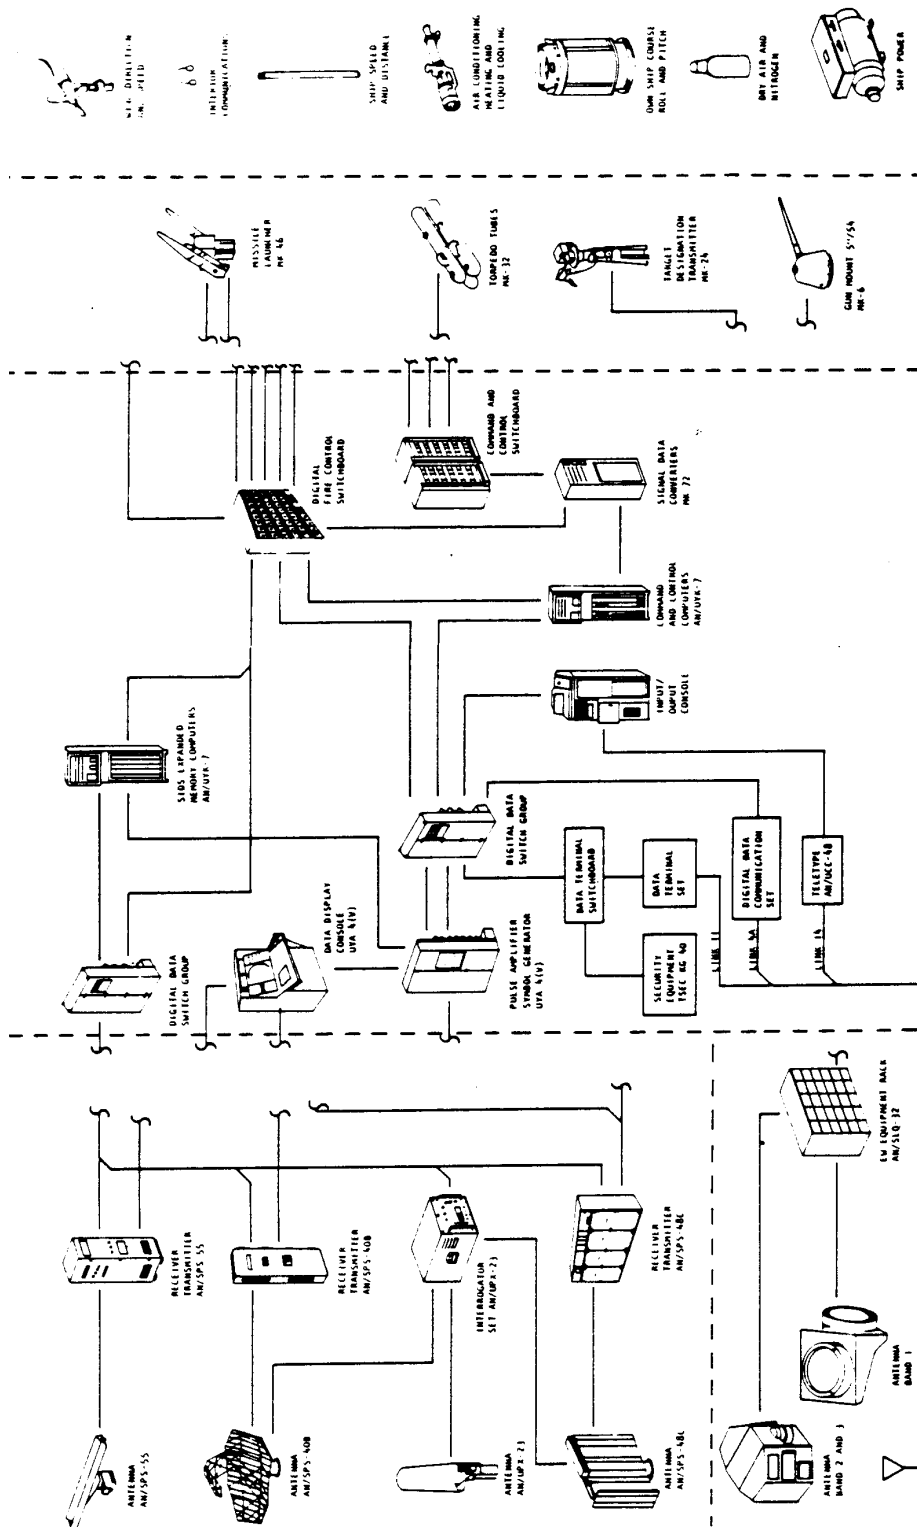 ANTENNA
AN/SPS-55
ANTENNA
AN/SPS-40B
ANTENNA
AN/UPX-23
ANTENNA
AN/SPS-48C
ANTENNA
BAND 2 AND 3
ANTENNA
BAND 1
RECEIVER
TRANSMITTER
AN/SPS-55
RECEIVER
TRANSMITTER
AN/SPS-40B
INTERROGATOR
SET AN/UPX-23
RECEIVER
TRANSMITTER
AN/SPS-48C
EW EQUIPMENT RACK
AN/SLQ-32
DIGITAL DATA
SWITCH GROUP
DATA DISPLAY
CONSOLE
UYA 4(V)
PULSE AMPLIFIER
SYMBOL GENERATOR
UYA 4(V)
SECURITY
EQUIPMENT
TSEC KG 40
LINK 11
LINK 4A
LINK 14
DIGITAL DATA
SWITCH GROUP
DATA TERMINAL
SWITCHBOARD
DATA
TERMINAL
SET
DIGITAL DATA
COMMUNICATION
SET
TELETYPE
AN/UCC-4B
SIDS EXPANDED
MEMORY COMPUTERS
AN/UYK-7
INPUT/
OUPUT
CONSOLE
COMMAND
AND CONTROL
COMPUTERS
AN/UYK-7
DIGITAL
FIRE CONTROL
SWITCHBOARD
COMMAND AND
CONTROL
SWITCHBOARD
SIGNAL DATA
CONVERTERS
MK 72
MISSILE
LAUNCHER
MK 46
TORPEDO TUBES
MK-32
TARGET
DESIGNATION
TRANSMITTER
MK-24
GUN MOUNT 5"/54
MK-6
DIRECTION
INTERIOR
COMMUNICATIONS
SHIP SPEED
AND DISTANCE
AIR CONDITIONING
HEATING AND
LIQUID COOLING
OWN SHIP COURSE
ROLL AND PITCH
DRY AIR AND
NITROGEN
SHIP POWER